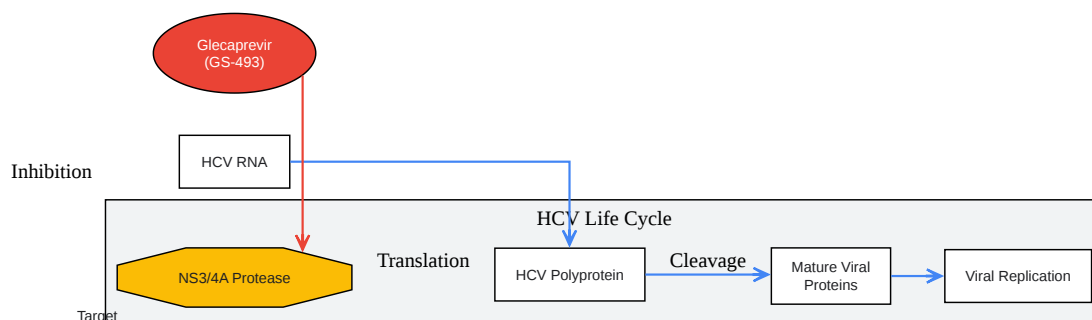 Glecaprevir
(GS-493)
HCV RNA
Inhibition
HCV Life Cycle
Translation
Cleavage
NS3/4A Protease
HCV Polyprotein
Mature Viral
Proteins
Viral Replication
Target